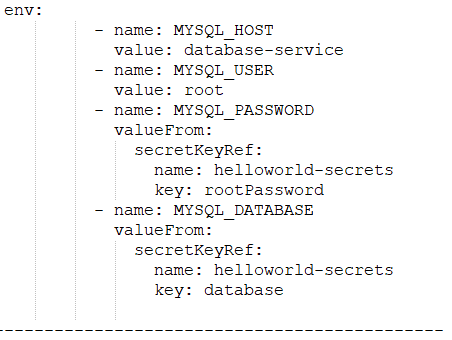 env:
- name: MYSQL_HOST
value: database-service
- name: MYSQL_USER
value: root
- name: MYSQL_PASSWORD
valueFrom:
secretKeyRef:
name: helloworld-secrets
key: rootPassword
- name: MYSQL_DATABASE
valueFrom:
secretKeyRef:
name: helloworld-secrets
key: database